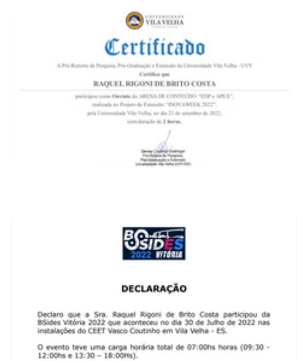 UNIVERSIDADE
VILA VELHA
Certificado
A Pró-Reitoria de Pesquisa, Pós-Graduação e Extensão da Universidade Vila Velha - UVV
Certifica que
RAQUEL RIGONI DE BRITO COSTA
participou como Ouvinte da ARENA DE CONTEÚDO: "EDP e APEX",
realizada no Projeto de Extensão: "INOVAWEEK 2022",
pela Universidade Vila Velha, no dia 21 de setembro de 2022,
com duração de 2 horas.
Pró-Reitoria de Pesquisa,
Pós-Graduação e Extensão
BSIDES
2022 VITÓRIA
DECLARAÇÃO
Declaro que a Sra. Raquel Rigoni de Brito Costa participou da
BSides Vitória 2022 que aconteceu no dia 30 de Julho de 2022 nas
instalações do CEET Vasco Coutinho em Vila Velha - ES.
O evento teve uma carga horária total de 07:00hs horas (09:30 -
12:00hs e 13:30 – 18:00Hs).